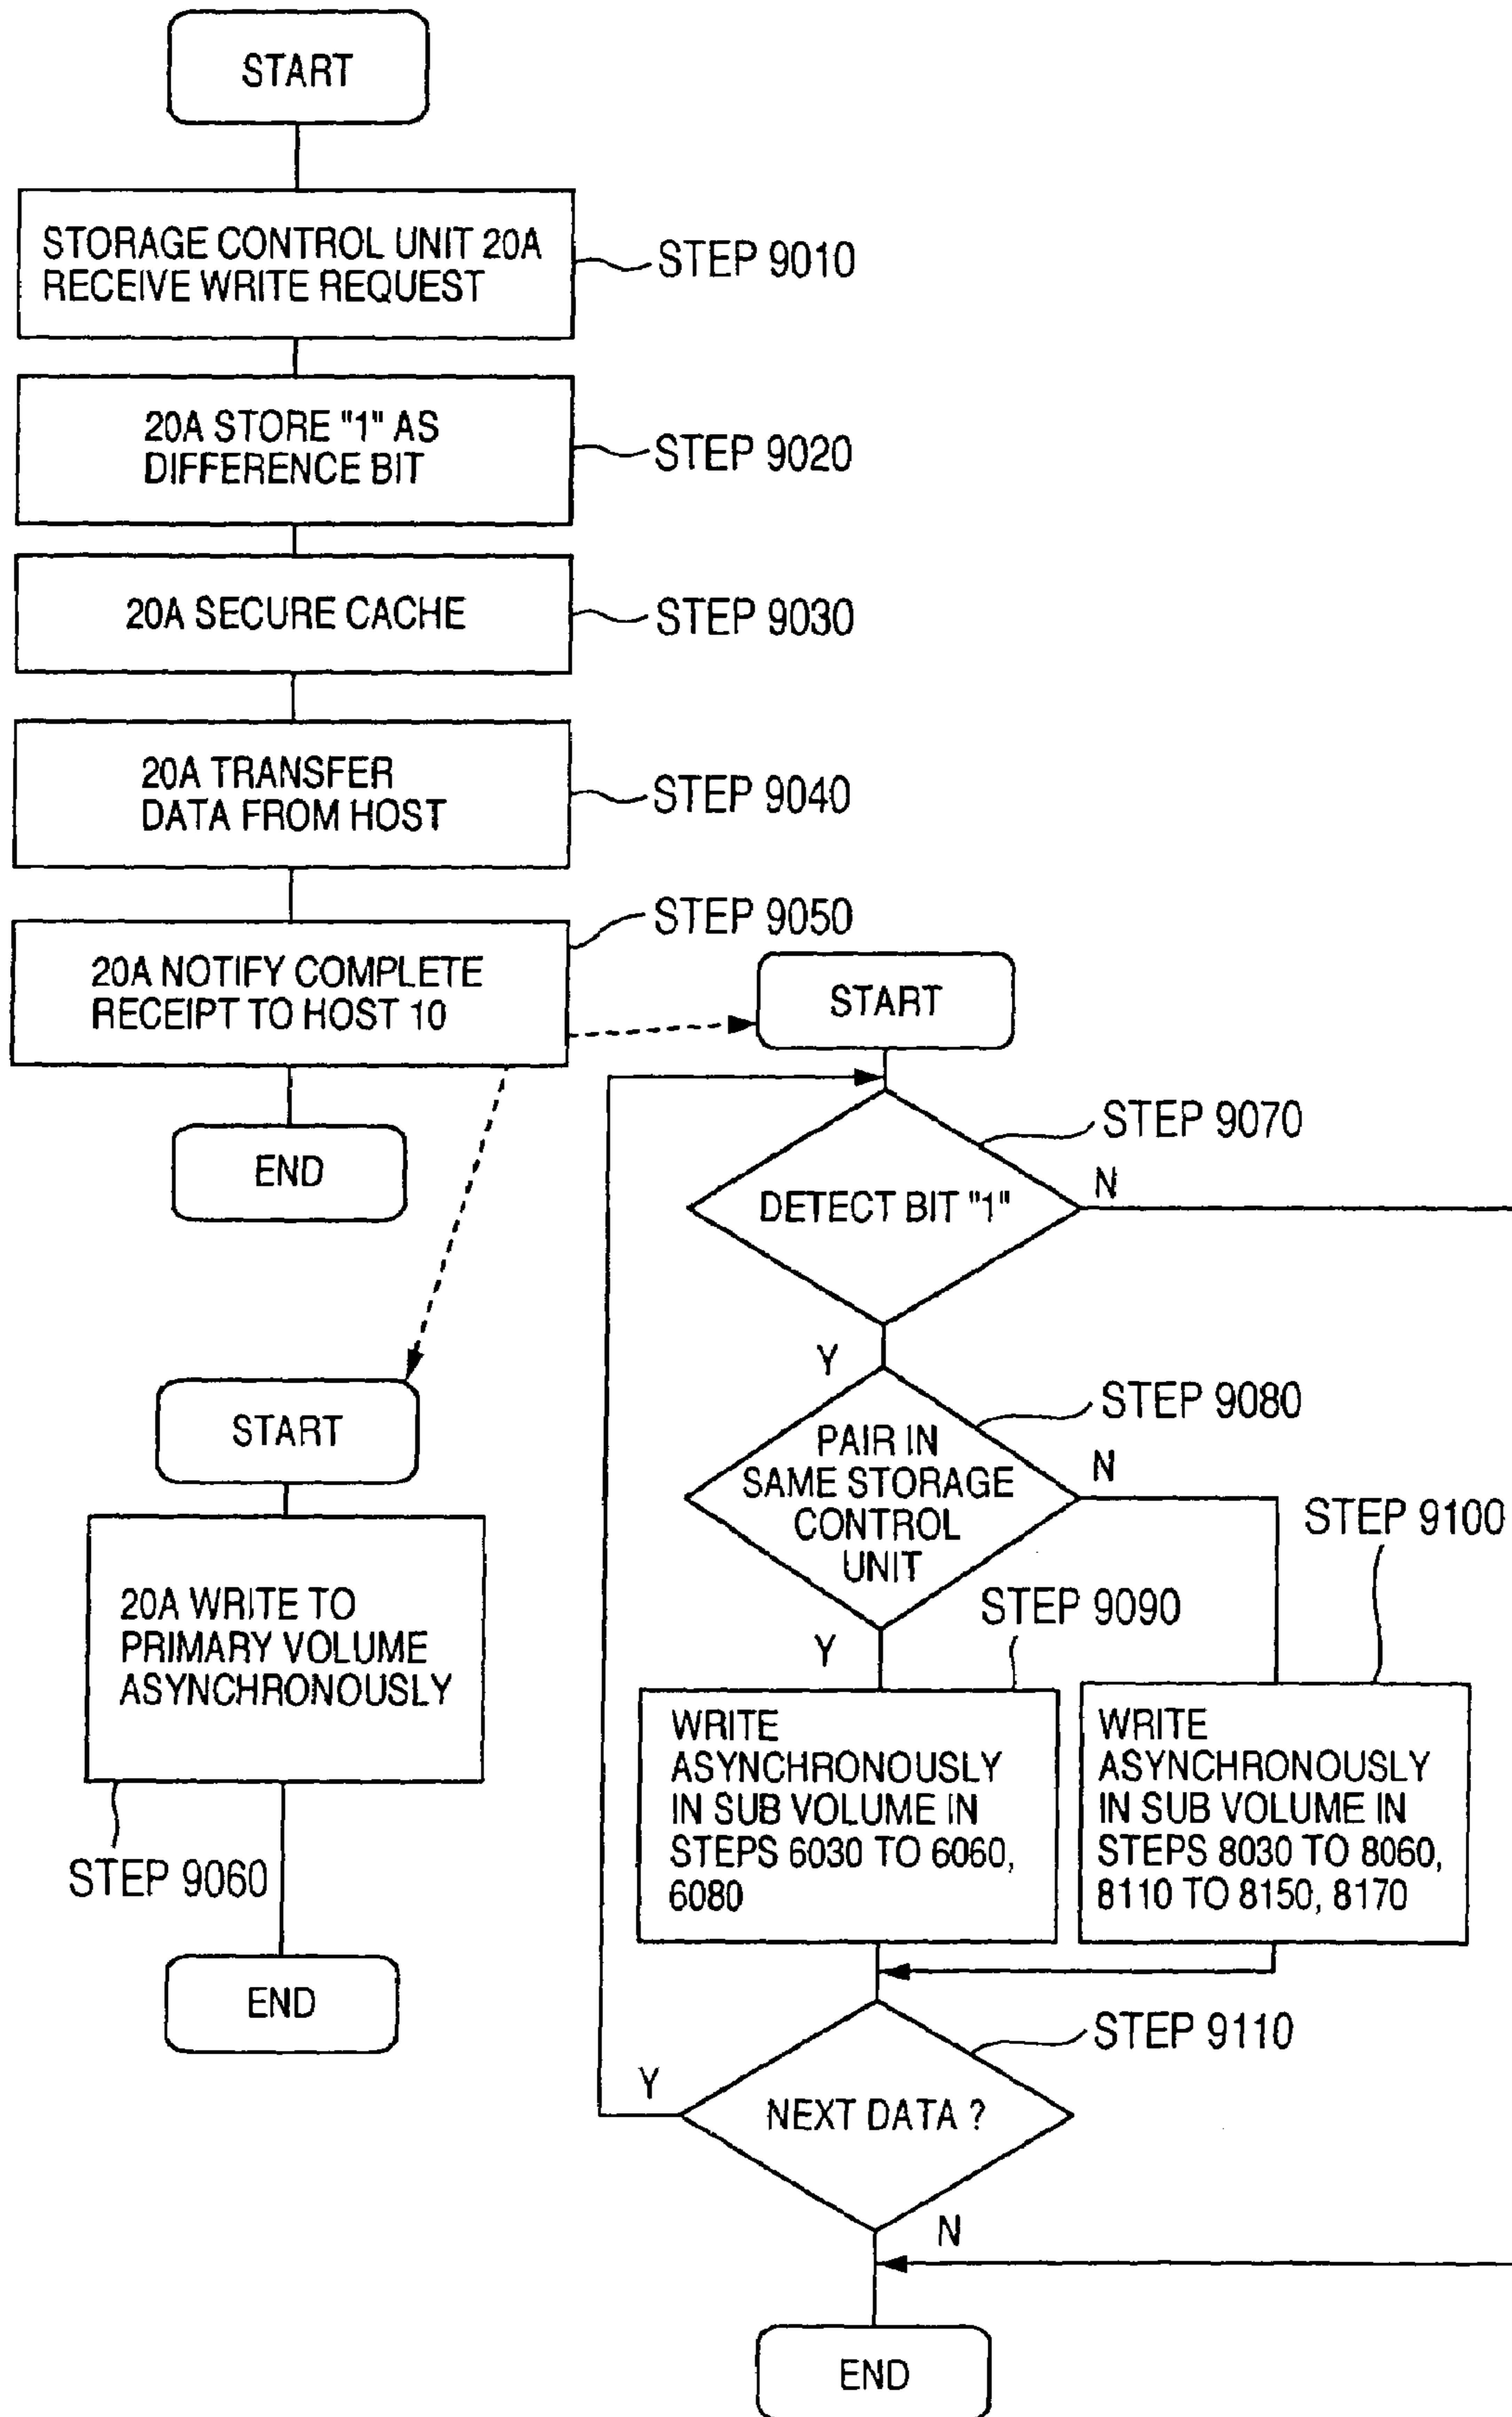 START
STORAGE CONTROL UNIT 20A
RECEIVE WRITE REQUEST
STEP 9010
20A STORE "1" AS
DIFFERENCE BIT
STEP 9020
20A SECURE CACHE
STEP 9030
20A TRANSFER
DATA FROM HOST
STEP 9040
20A NOTIFY COMPLETE
RECEIPT TO HOST 10
STEP 9050
END
START
20A WRITE TO
PRIMARY VOLUME
ASYNCHRONOUSLY
STEP 9060
END
START
DETECT BIT "1"
STEP 9070
N
Y
PAIR IN
SAME STORAGE
CONTROL
UNIT
STEP 9080
N
Y
STEP 9090
WRITE
ASYNCHRONOUSLY
IN SUB VOLUME IN
STEPS 6030 TO 6060,
6080
STEP 9100
WRITE
ASYNCHRONOUSLY
IN SUB VOLUME IN
STEPS 8030 TO 8060,
8110 TO 8150, 8170
NEXT DATA ?
STEP 9110
Y
N
END